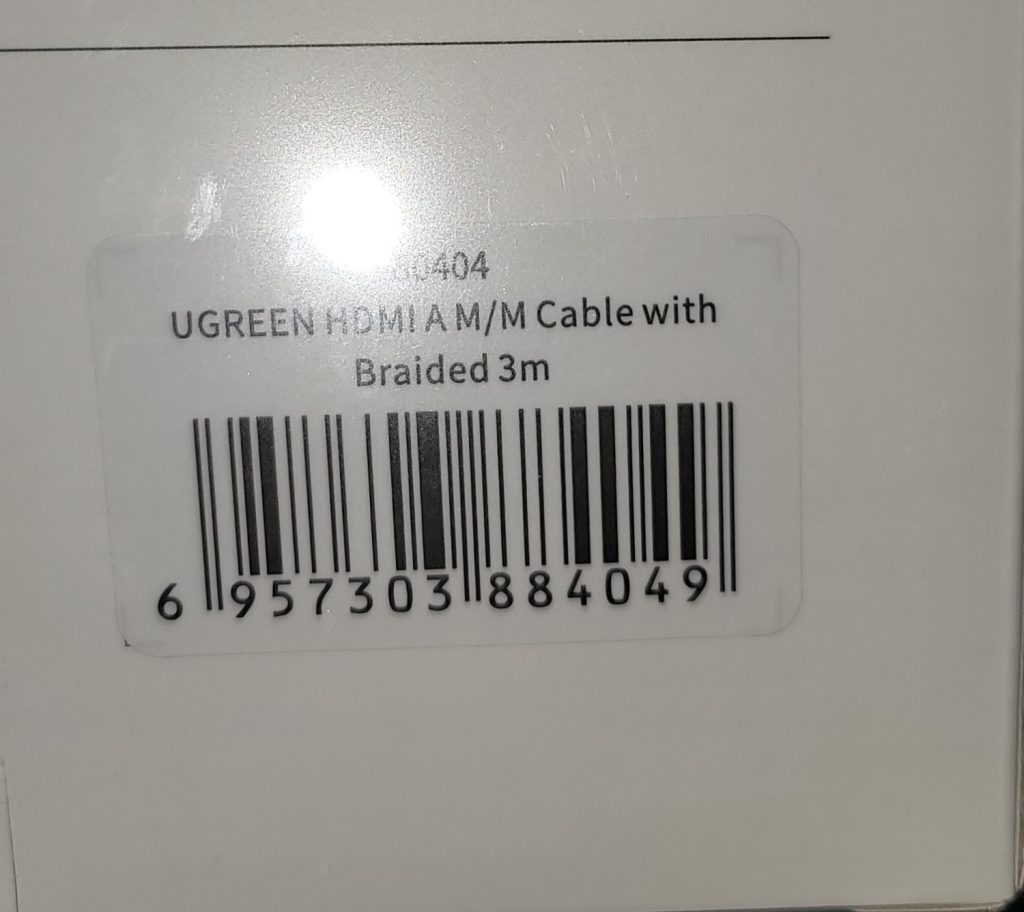 UGREEN HDMI A M/M Cable with
Braided 3m
6 957303 884049